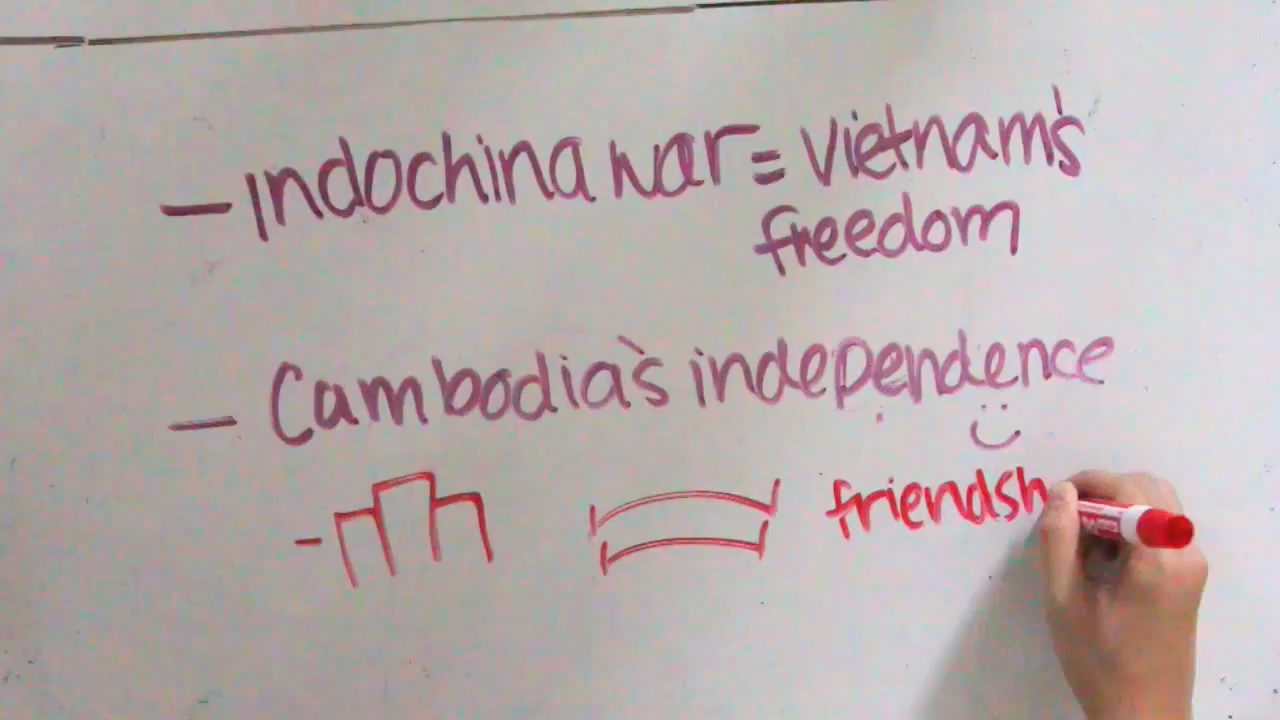 - Indochina war = Vietnam's
freedom
- Cambodia's independence
- friendsh